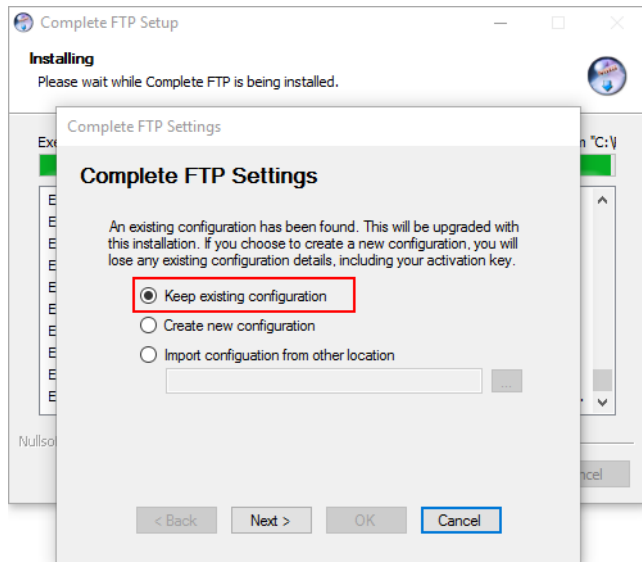 Complete FTP Setup
Installing
Please wait while Complete FTP is being installed.
Complete FTP Settings
Complete FTP Settings
An existing configuration has been found. This will be upgraded with
this installation. If you choose to create a new configuration, you will
lose any existing configuration details, including your activation key.
Keep existing configuration
Create new configuration
Import configuation from other location
...
< Back
Next >
OK
Cancel